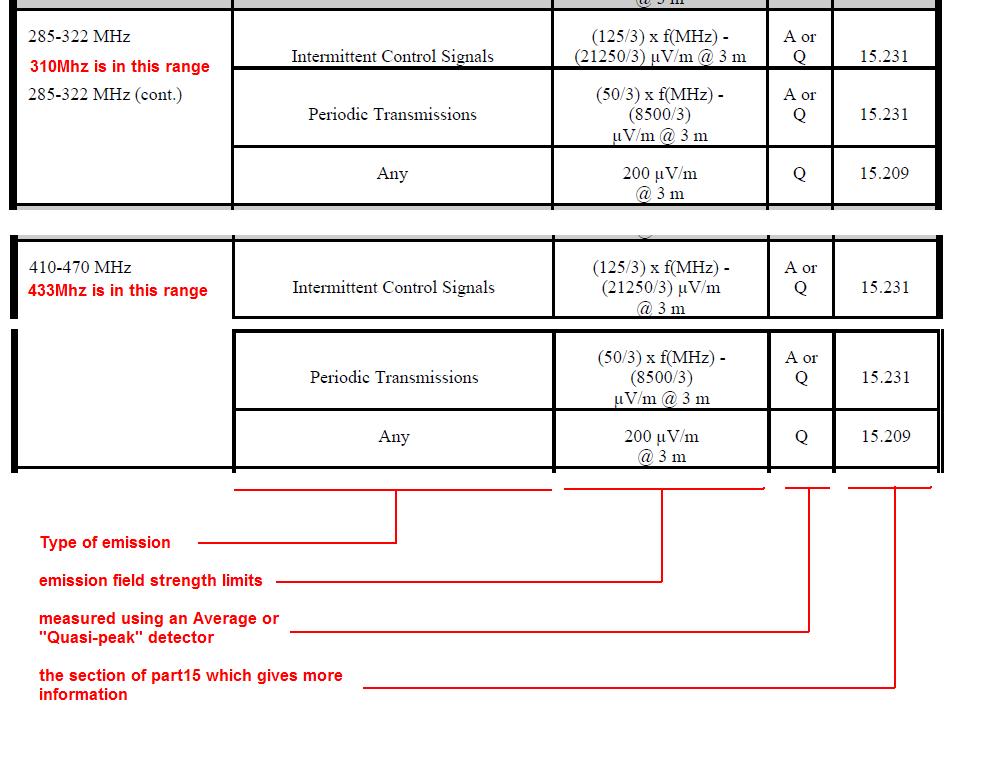 @ 3 m
285-322 MHz
310Mhz is in this range
285-322 MHz (cont.)
Intermittent Control Signals
(125/3) x f(MHz) -
(21250/3) µV/m @ 3 m
A or
Q
15.231
Periodic Transmissions
(50/3) x f(MHz) -
(8500/3)
µV/m @ 3 m
A or
Q
15.231
Any
200 µV/m
@ 3 m
Q
15.209
410-470 MHz
433Mhz is in this range
Intermittent Control Signals
(125/3) x f(MHz) -
(21250/3) µV/m
@ 3 m
A or
Q
15.231
Periodic Transmissions
(50/3) x f(MHz) -
(8500/3)
µV/m @ 3 m
A or
Q
15.231
Any
200 µV/m
@ 3 m
Q
15.209
Type of emission
emission field strength limits
measured using an Average or
"Quasi-peak" detector
the section of part15 which gives more
information